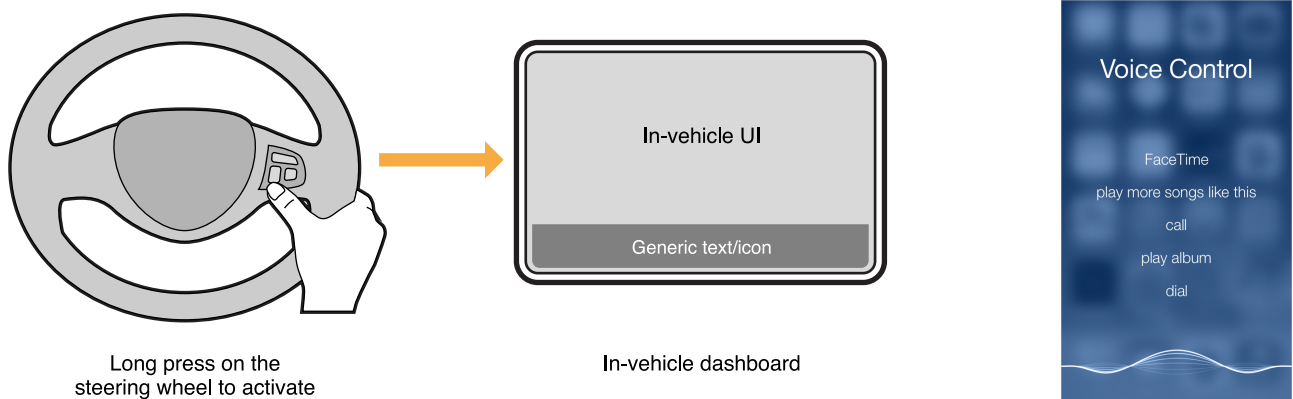 In-vehicle UI
Generic text/icon
Long press on the
steering wheel to activate
In-vehicle dashboard
Voice Control
FaceTime
play more songs like this
call
play album
dial